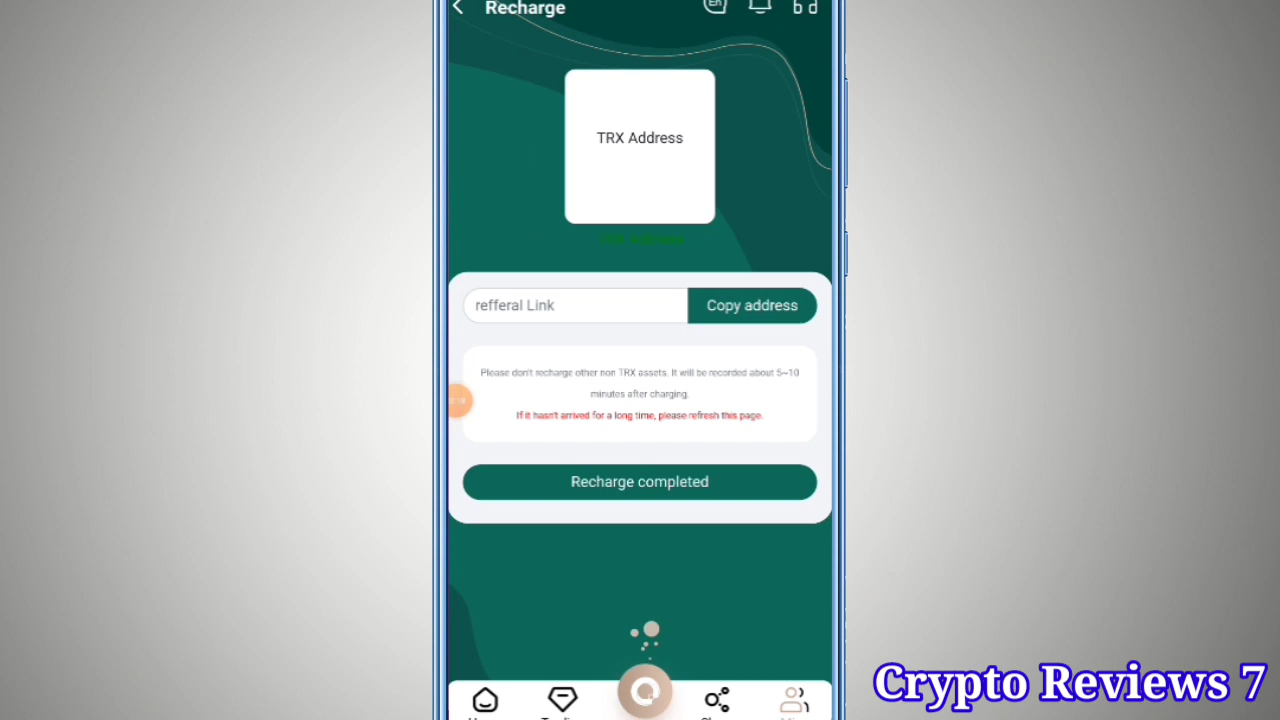 Recharge
En
TRX Address
refferal Link
Copy address
Please don't recharge other non TRX assets. It will be recorded about 5~10
minutes after charging.
If it hasn't arrived for a long time, please refresh this page.
Recharge completed
Crypto Reviews 7